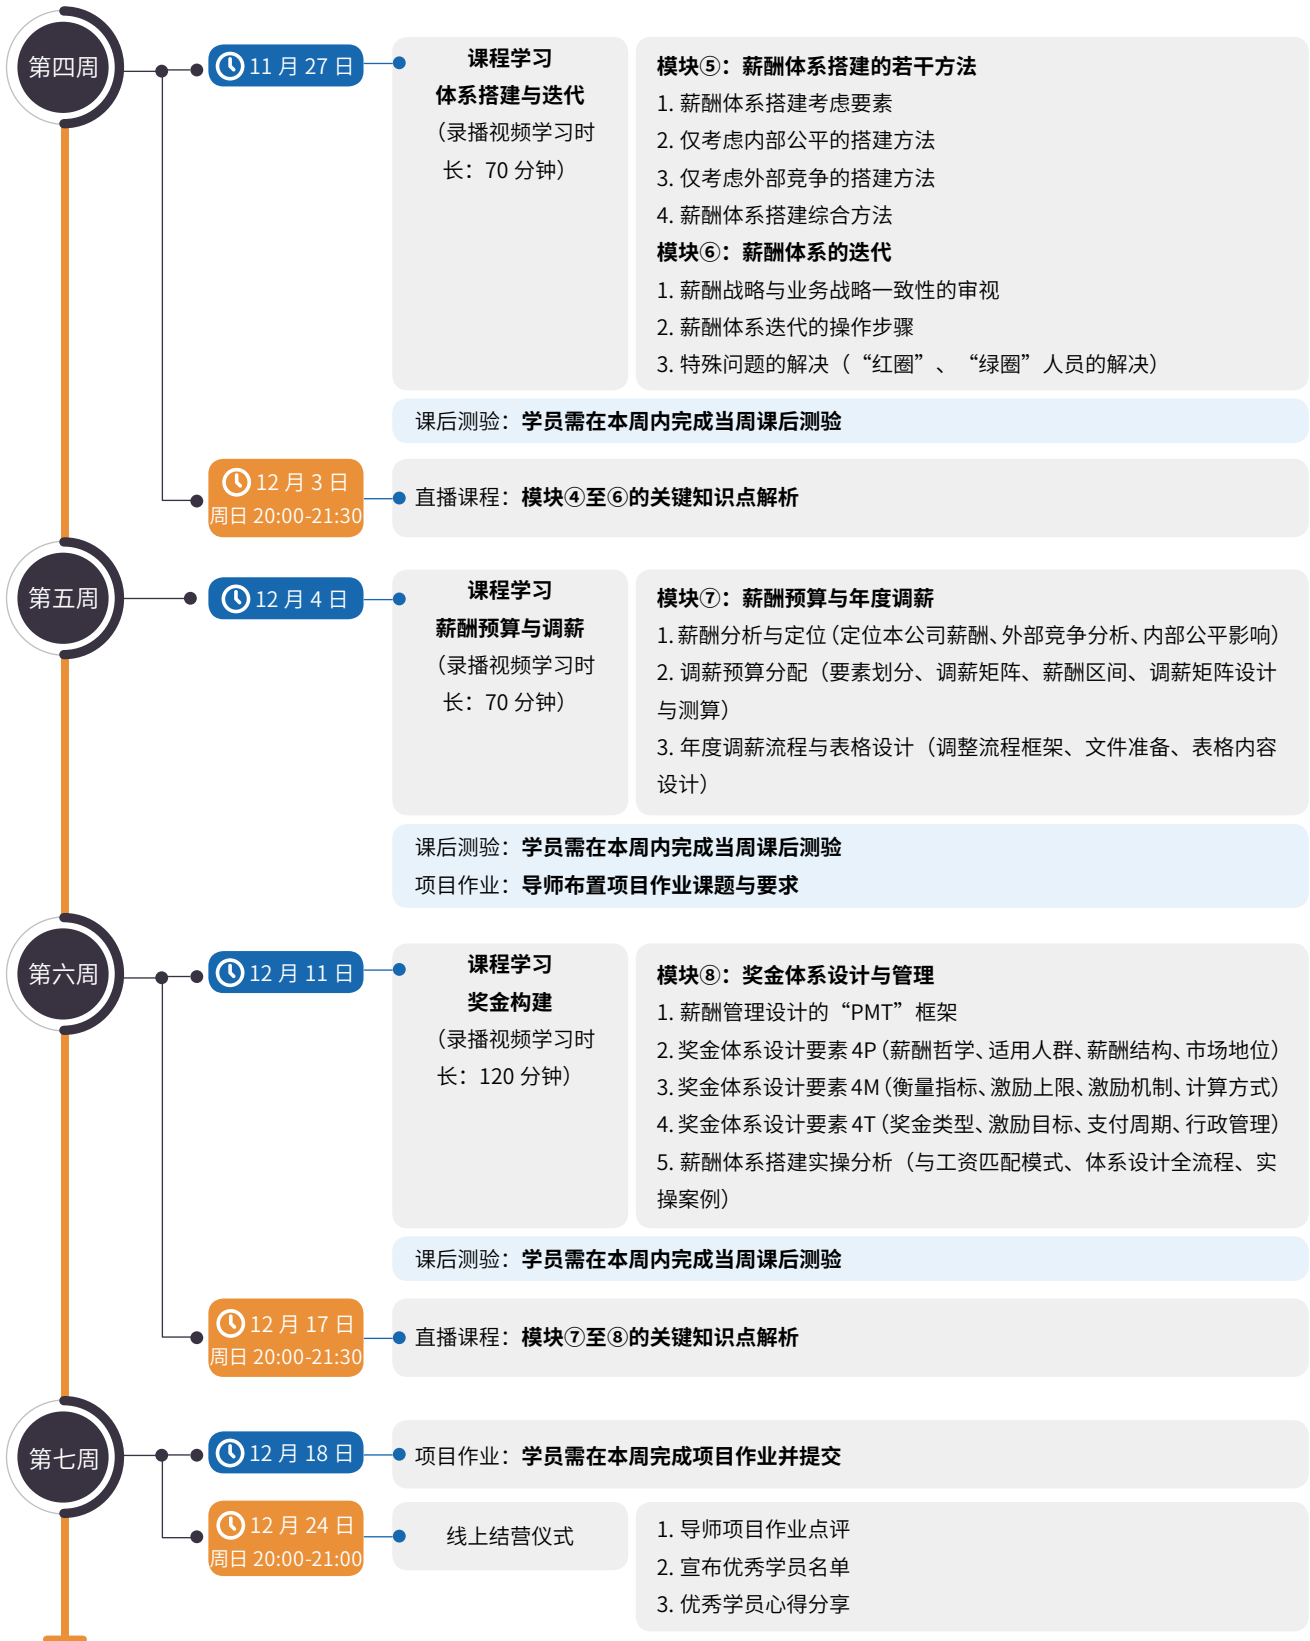 第四周
11 月 27 日
课程学习
体系搭建与迭代
（录播视频学习时
长：70 分钟）
模块⑤：薪酬体系搭建的若干方法
1. 薪酬体系搭建考虑要素
2. 仅考虑内部公平的搭建方法
3. 仅考虑外部竞争的搭建方法
4. 薪酬体系搭建综合方法
模块⑥：薪酬体系的迭代
1. 薪酬战略与业务战略一致性的审视
2. 薪酬体系迭代的操作步骤
3. 特殊问题的解决（“红圈”、“绿圈”人员的解决）
课后测验：学员需在本周内完成当周课后测验
12 月 3 日
周日 20:00-21:30
直播课程：模块④至⑥的关键知识点解析
第五周
12 月 4 日
课程学习
薪酬预算与调薪
（录播视频学习时
长：70 分钟）
模块⑦：薪酬预算与年度调薪
1. 薪酬分析与定位（定位本公司薪酬、外部竞争分析、内部公平影响）
2. 调薪预算分配（要素划分、调薪矩阵、薪酬区间、调薪矩阵设计
与测算）
3. 年度调薪流程与表格设计（调整流程框架、文件准备、表格内容
设计）
课后测验：学员需在本周内完成当周课后测验
项目作业：导师布置项目作业课题与要求
第六周
12 月 11 日
课程学习
奖金构建
（录播视频学习时
长：120 分钟）
模块⑧：奖金体系设计与管理
1. 薪酬管理设计的“PMT”框架
2. 奖金体系设计要素 4P（薪酬哲学、适用人群、薪酬结构、市场地位）
3. 奖金体系设计要素 4M（衡量指标、激励上限、激励机制、计算方式）
4. 奖金体系设计要素 4T（奖金类型、激励目标、支付周期、行政管理）
5. 薪酬体系搭建实操分析（与工资匹配模式、体系设计全流程、实
操案例）
课后测验：学员需在本周内完成当周课后测验
12 月 17 日
周日 20:00-21:30
直播课程：模块⑦至⑧的关键知识点解析
第七周
12 月 18 日
项目作业：学员需在本周完成项目作业并提交
12 月 24 日
周日 20:00-21:00
线上结营仪式
1. 导师项目作业点评
2. 宣布优秀学员名单
3. 优秀学员心得分享